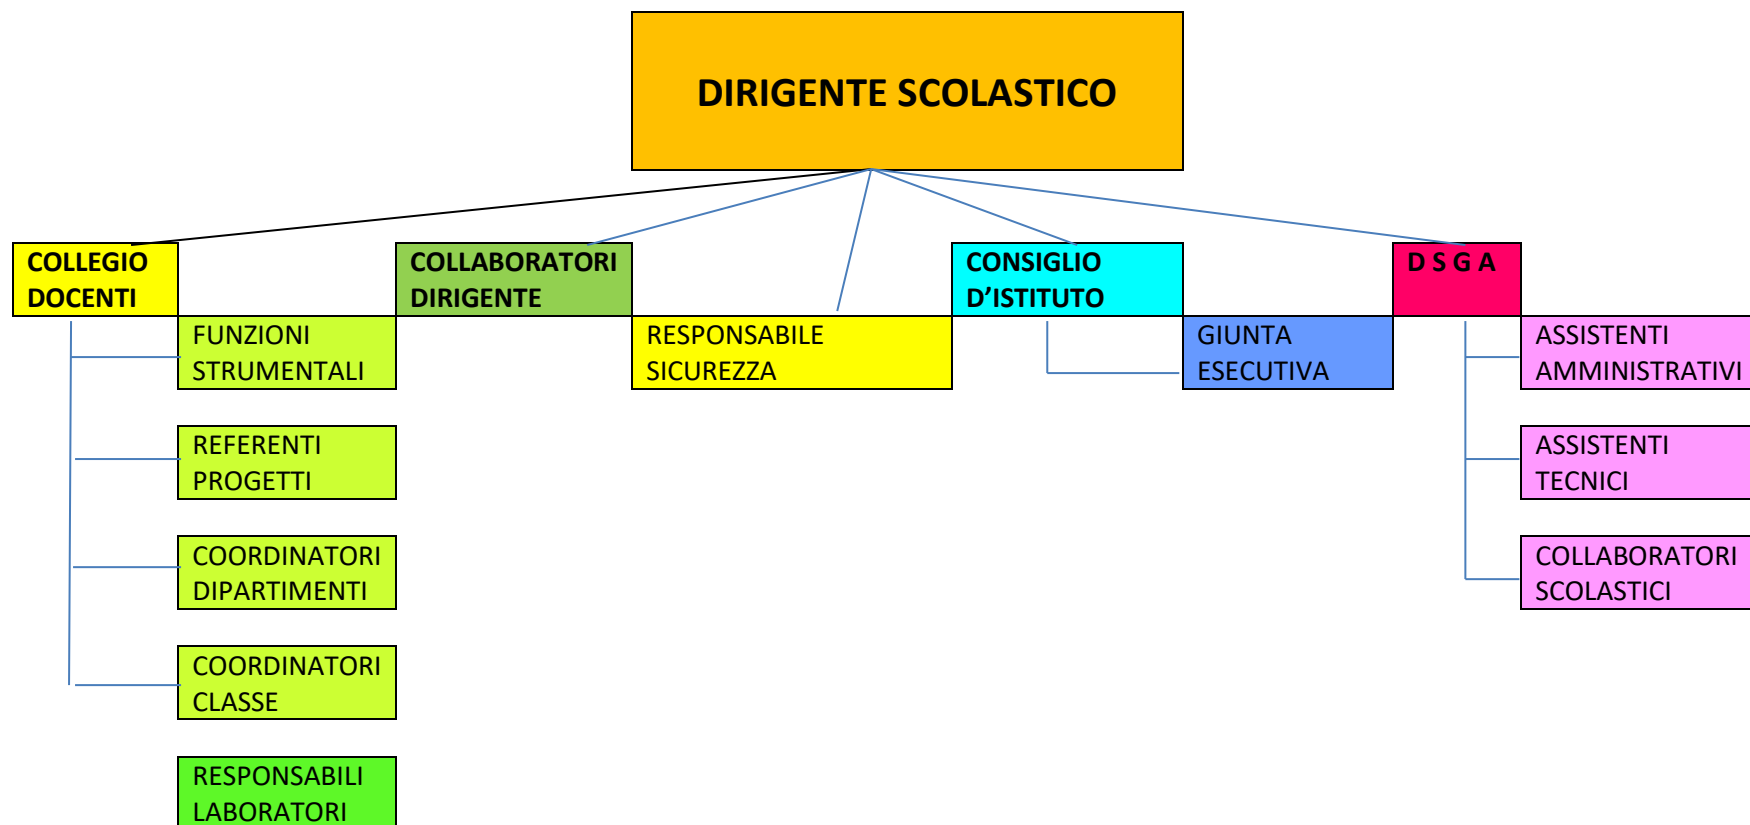 DIRIGENTE SCOLASTICO
COLLEGIO
DOCENTI
COLLABORATORI
DIRIGENTE
CONSIGLIO
D’ISTITUTO
D S G A
FUNZIONI
STRUMENTALI
RESPONSABILE
SICUREZZA
GIUNTA
ESECUTIVA
ASSISTENTI
AMMINISTRATIVI
REFERENTI
PROGETTI
ASSISTENTI
TECNICI
COORDINATORI
DIPARTIMENTI
COLLABORATORI
SCOLASTICI
COORDINATORI
CLASSE
RESPONSABILI
LABORATORI